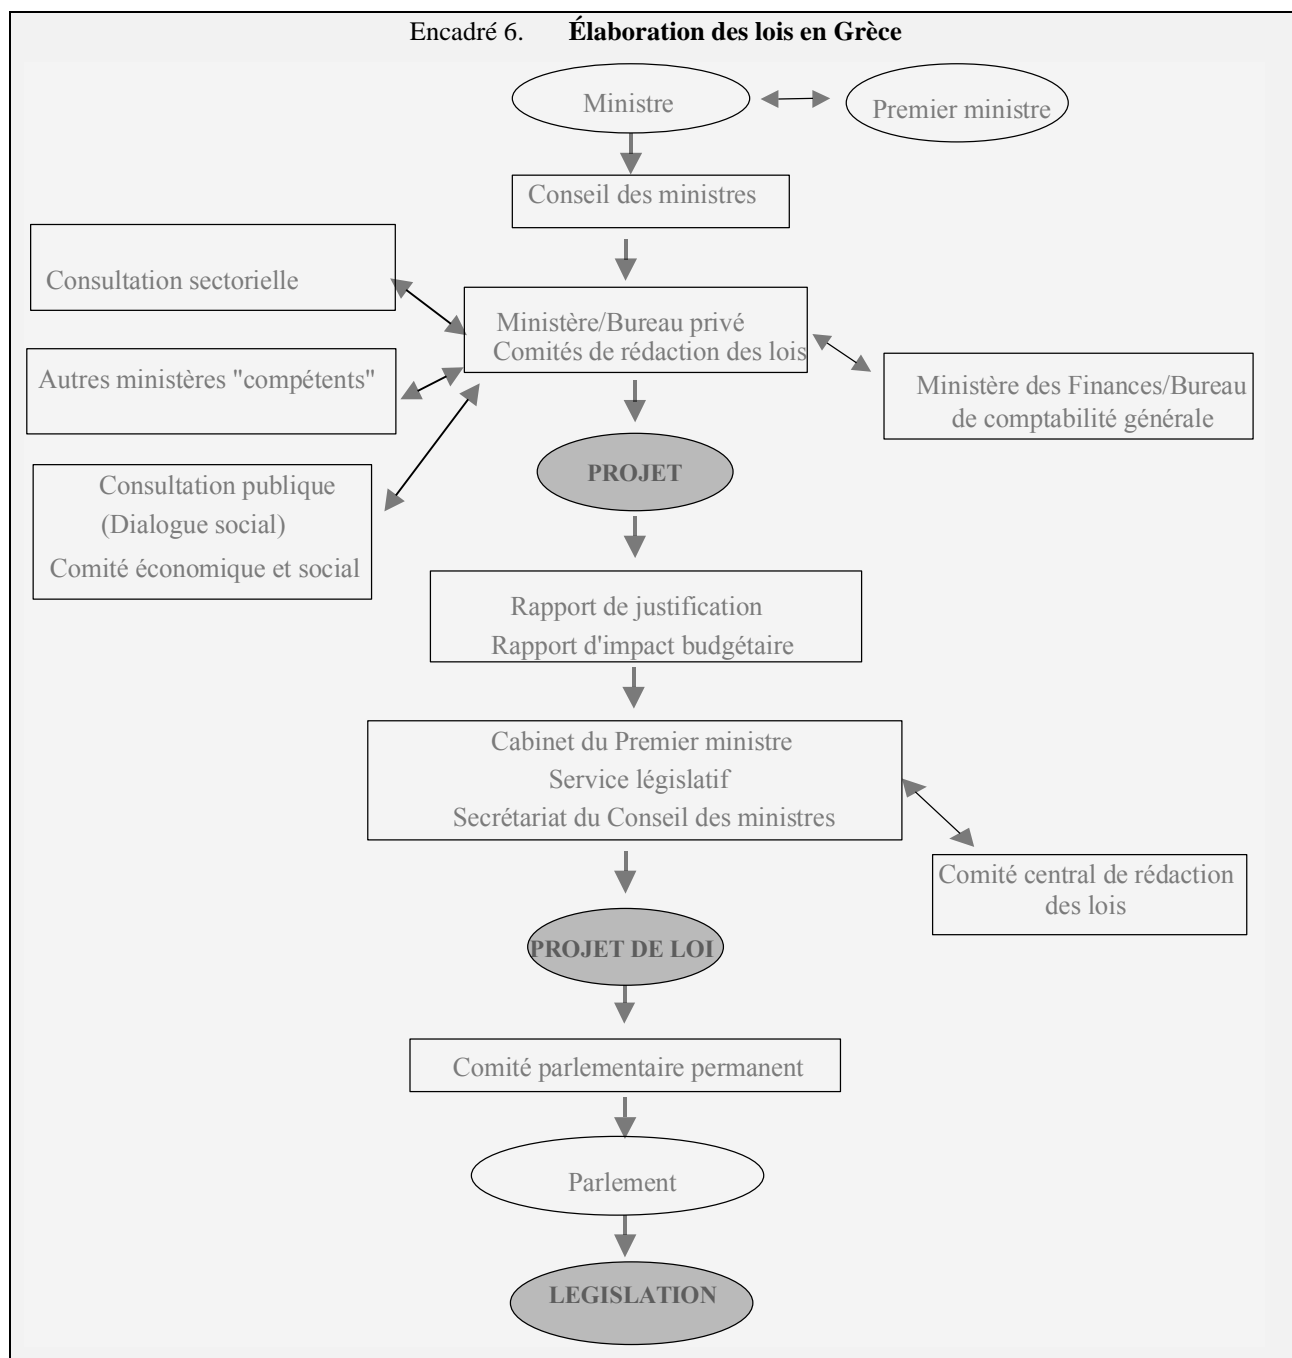 Encadré 6. Élaboration des lois en Grèce
Ministre
Premier ministre
Conseil des ministres
Consultation sectorielle
Ministère/Bureau privé
Comités de rédaction des lois
Autres ministères "compétents"
Ministère des Finances/Bureau
de comptabilité générale
PROJET
Consultation publique
(Dialogue social)
Comité économique et social
Rapport de justification
Rapport d'impact budgétaire
Cabinet du Premier ministre
Service législatif
Secrétariat du Conseil des ministres
Comité central de rédaction
des lois
PROJET DE LOI
Comité parlementaire permanent
Parlement
LEGISLATION